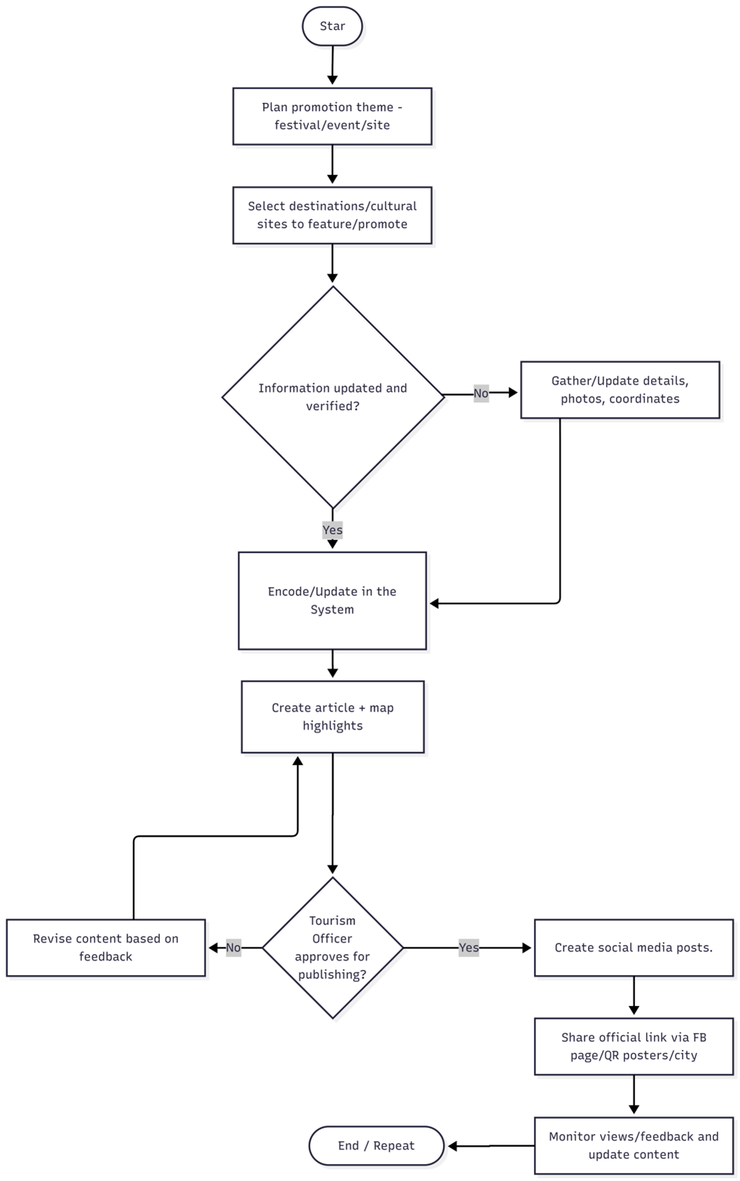 Star
Plan promotion theme -
festival/event/site
Select destinations/cultural
sites to feature/promote
Information updated and
verified?
No
Gather/Update details,
photos, coordinates
Yes
Encode/Update in the
System
Create article + map
highlights
Tourism
Officer
approves for
publishing?
No
Revise content based on
feedback
Yes
Create social media posts.
Share official link via FB
page/QR posters/city
Monitor views/feedback and
update content
End / Repeat